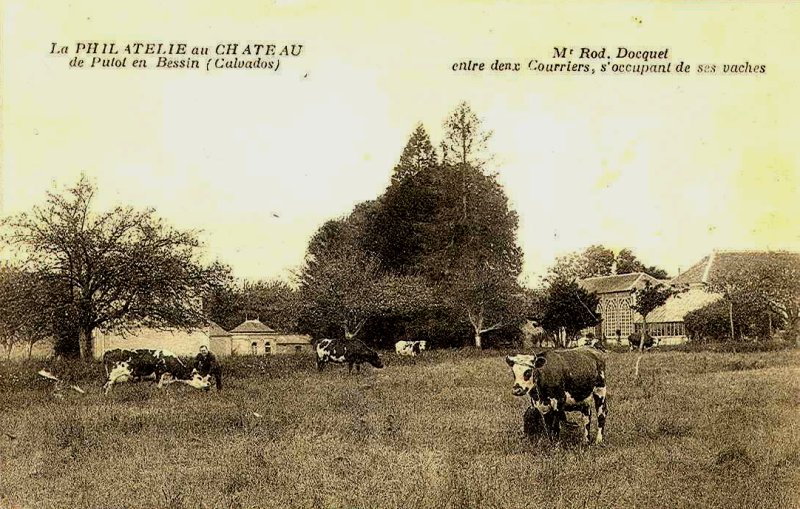 La PHILATELIE au CHATEAU
de Putot en Bessin (Calvados)
Mr Rod. Docquet
entre deux Courriers, s'occupant de ses vaches